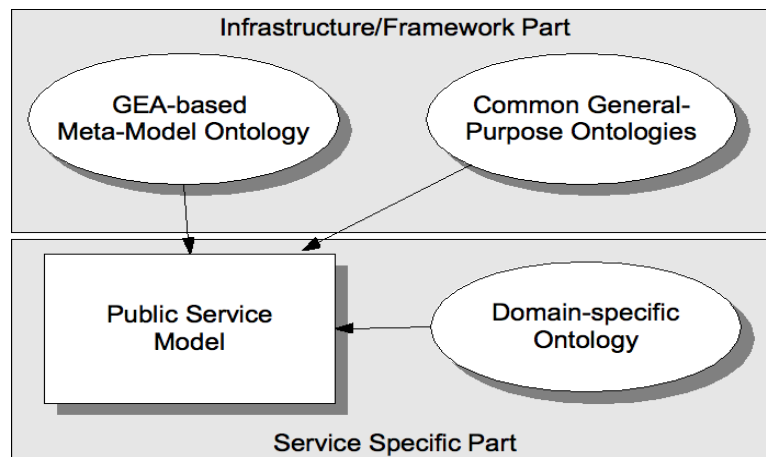 Infrastructure/Framework Part
GEA-based
Meta-Model Ontology
Common General-
Purpose Ontologies
Public Service
Model
Domain-specific
Ontology
Service Specific Part